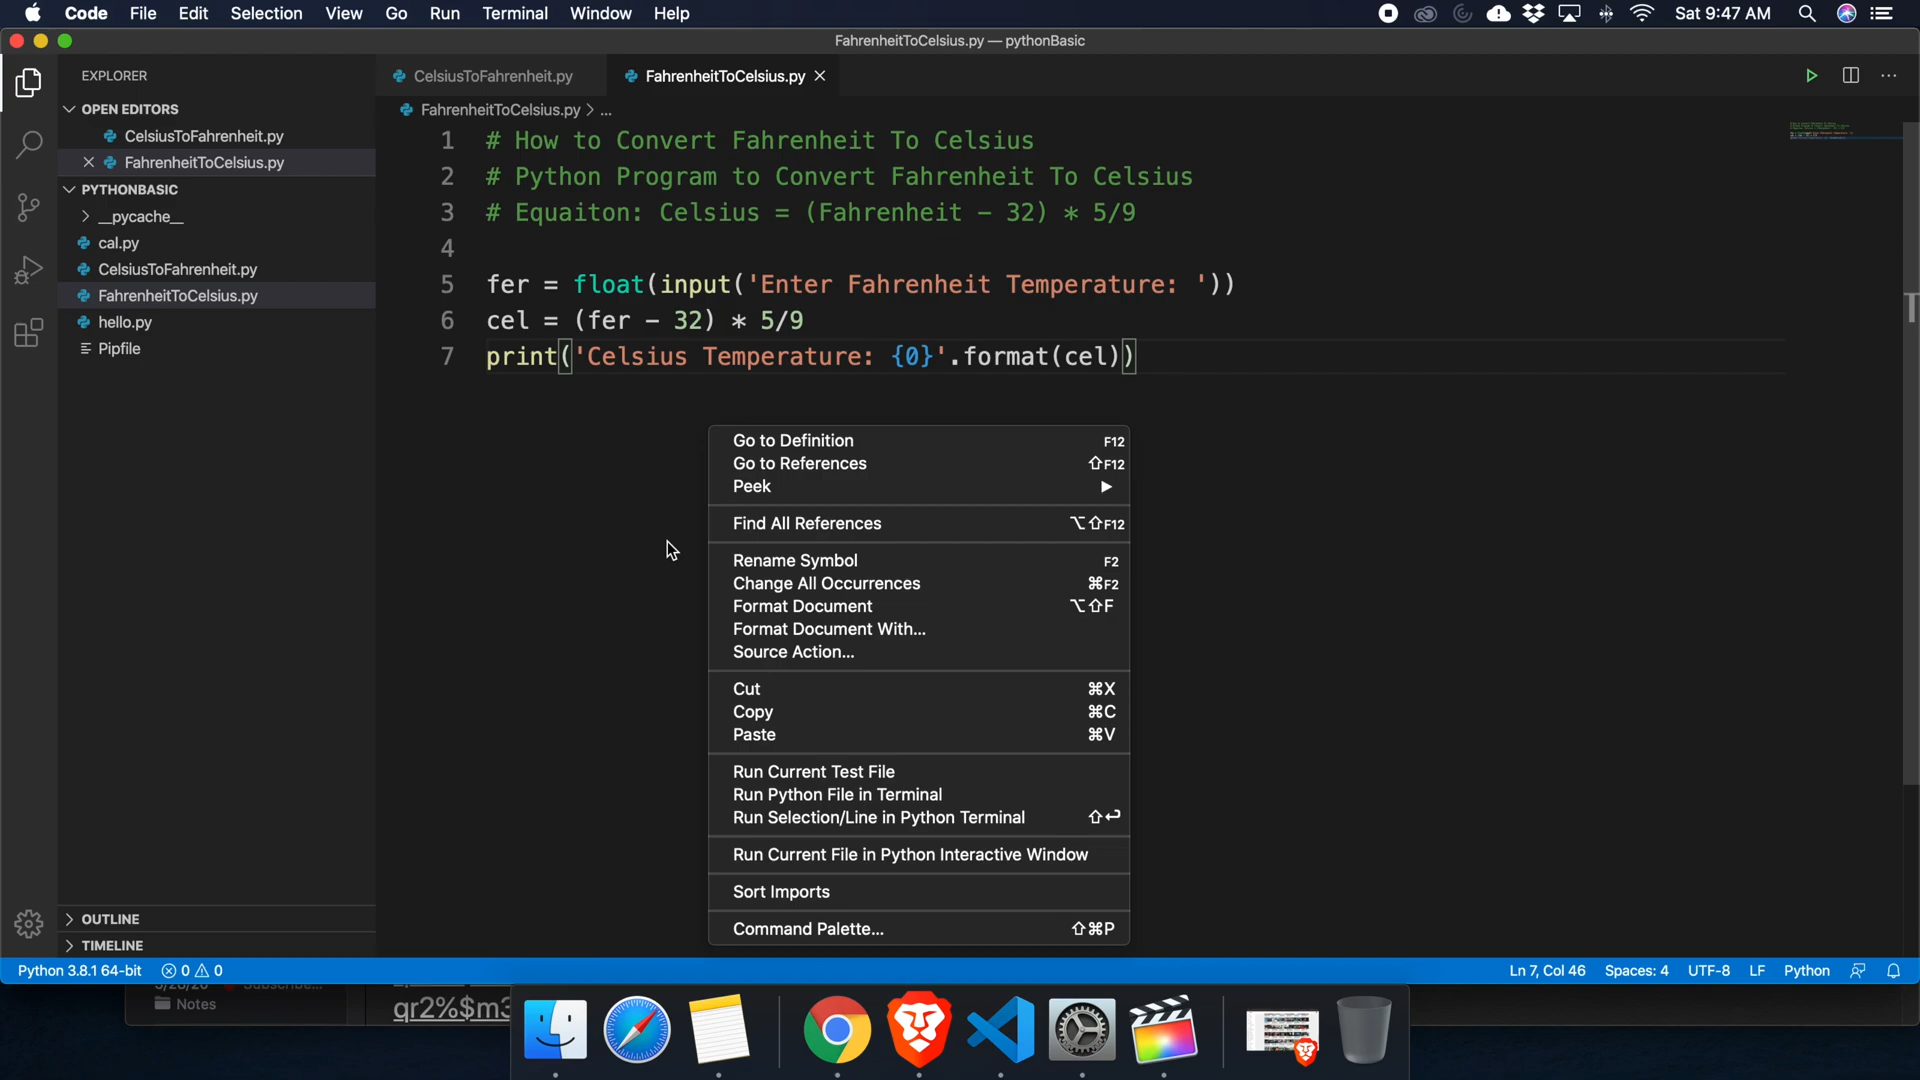 Code File Edit Selection View Go Run Terminal Window Help
Sat 9:47 AM
FahrenheitToCelsius.py — pythonBasic
EXPLORER
OPEN EDITORS
CelsiusToFahrenheit.py
FahrenheitToCelsius.py
PYTHONBASIC
__pycache__
cal.py
CelsiusToFahrenheit.py
FahrenheitToCelsius.py
hello.py
Pipfile
OUTLINE
TIMELINE
CelsiusToFahrenheit.py
FahrenheitToCelsius.py
FahrenheitToCelsius.py > ...
1 # How to Convert Fahrenheit To Celsius
2 # Python Program to Convert Fahrenheit To Celsius
3 # Equaiton: Celsius = (Fahrenheit - 32) * 5/9
4
5 fer = float(input('Enter Fahrenheit Temperature: '))
6 cel = (fer - 32) * 5/9
7 print('Celsius Temperature: {0}'.format(cel))
Go to Definition F12
Go to References ⇧F12
Peek
Find All References ⌥⇧F12
Rename Symbol F2
Change All Occurrences ⌘F2
Format Document ⌥⇧F
Format Document With...
Source Action...
Cut ⌘X
Copy ⌘C
Paste ⌘V
Run Current Test File
Run Python File in Terminal
Run Selection/Line in Python Terminal ⇧↩
Run Current File in Python Interactive Window
Sort Imports
Command Palette... ⇧⌘P
Python 3.8.1 64-bit 0 0
Ln 7, Col 46 Spaces: 4 UTF-8 LF Python
Notes
qr2%$m3